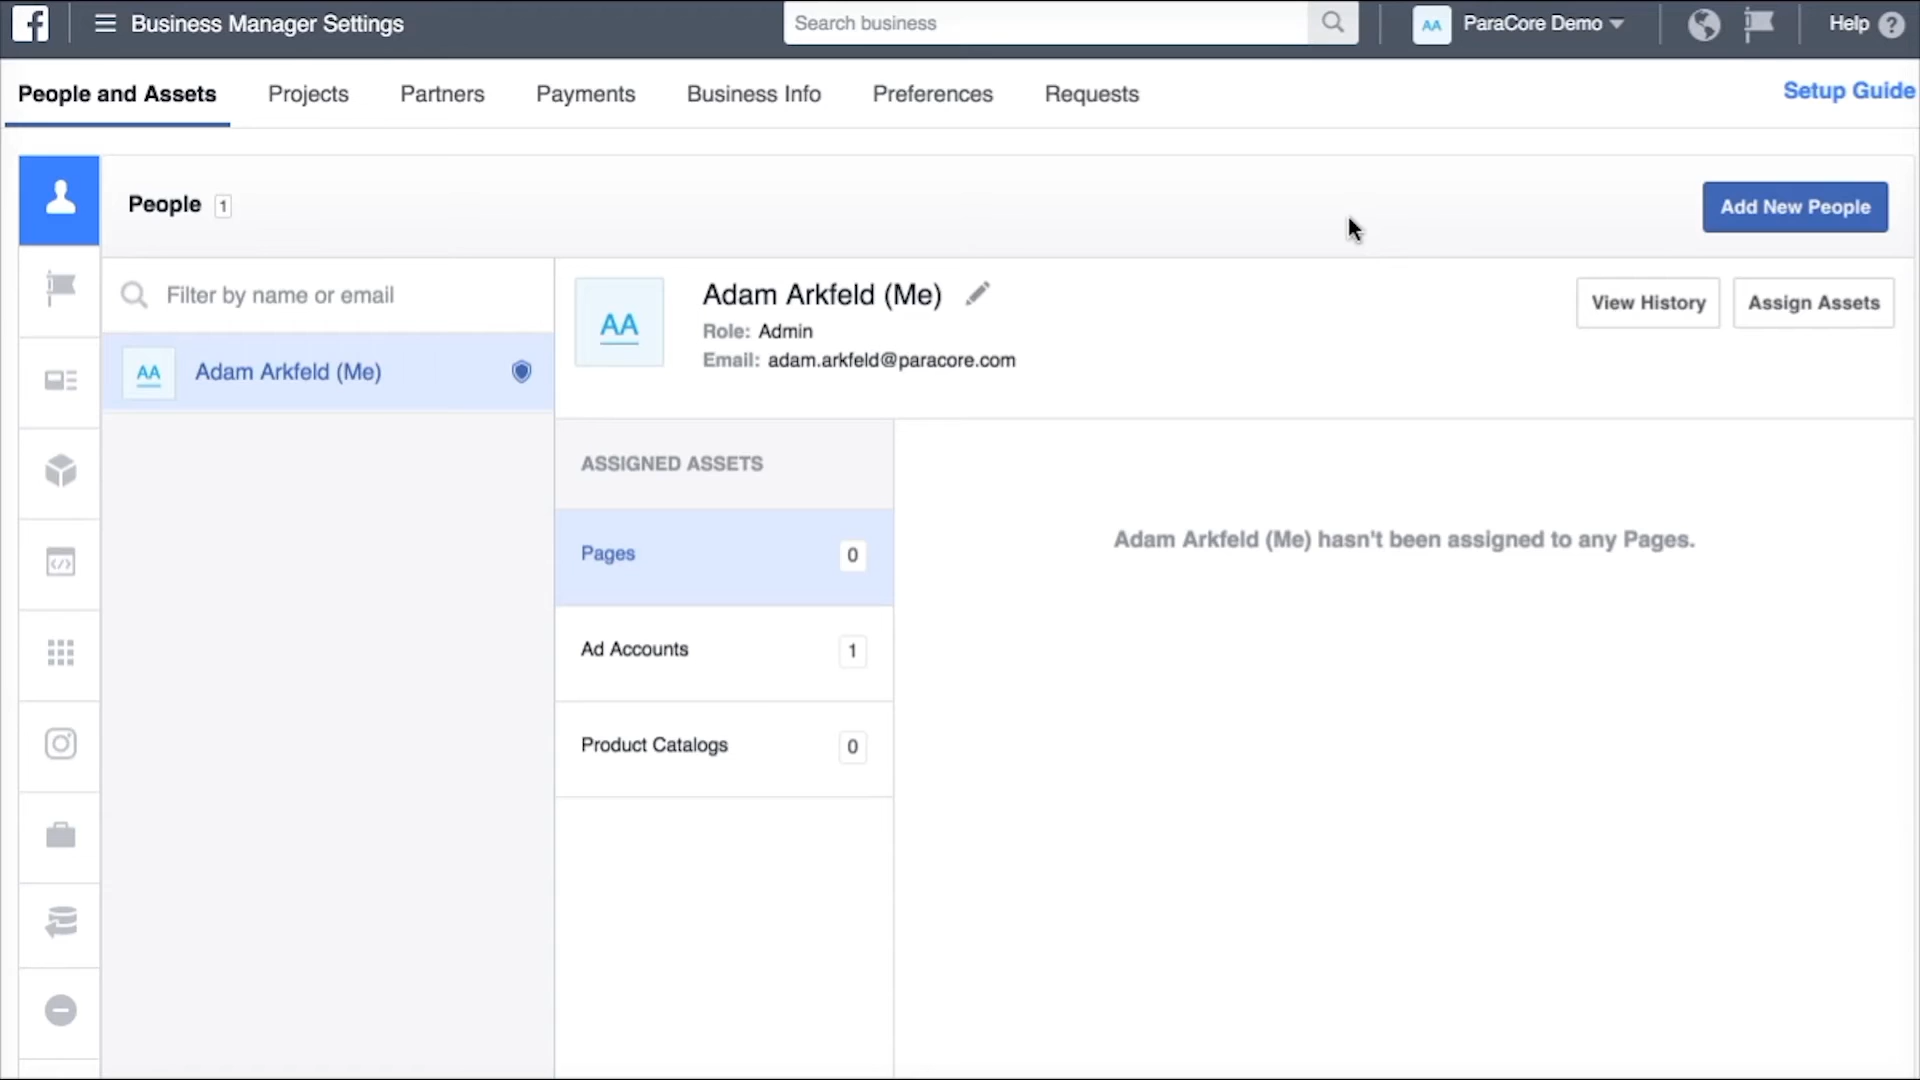 Business Manager Settings
Search business
AA ParaCore Demo
Help ?
People and Assets
Projects
Partners
Payments
Business Info
Preferences
Requests
Setup Guide
People 1
Add New People
Filter by name or email
AA Adam Arkfeld (Me)
AA
Adam Arkfeld (Me)
Role: Admin
Email: adam.arkfeld@paracore.com
View History
Assign Assets
ASSIGNED ASSETS
Pages 0
Ad Accounts 1
Product Catalogs 0
Adam Arkfeld (Me) hasn't been assigned to any Pages.